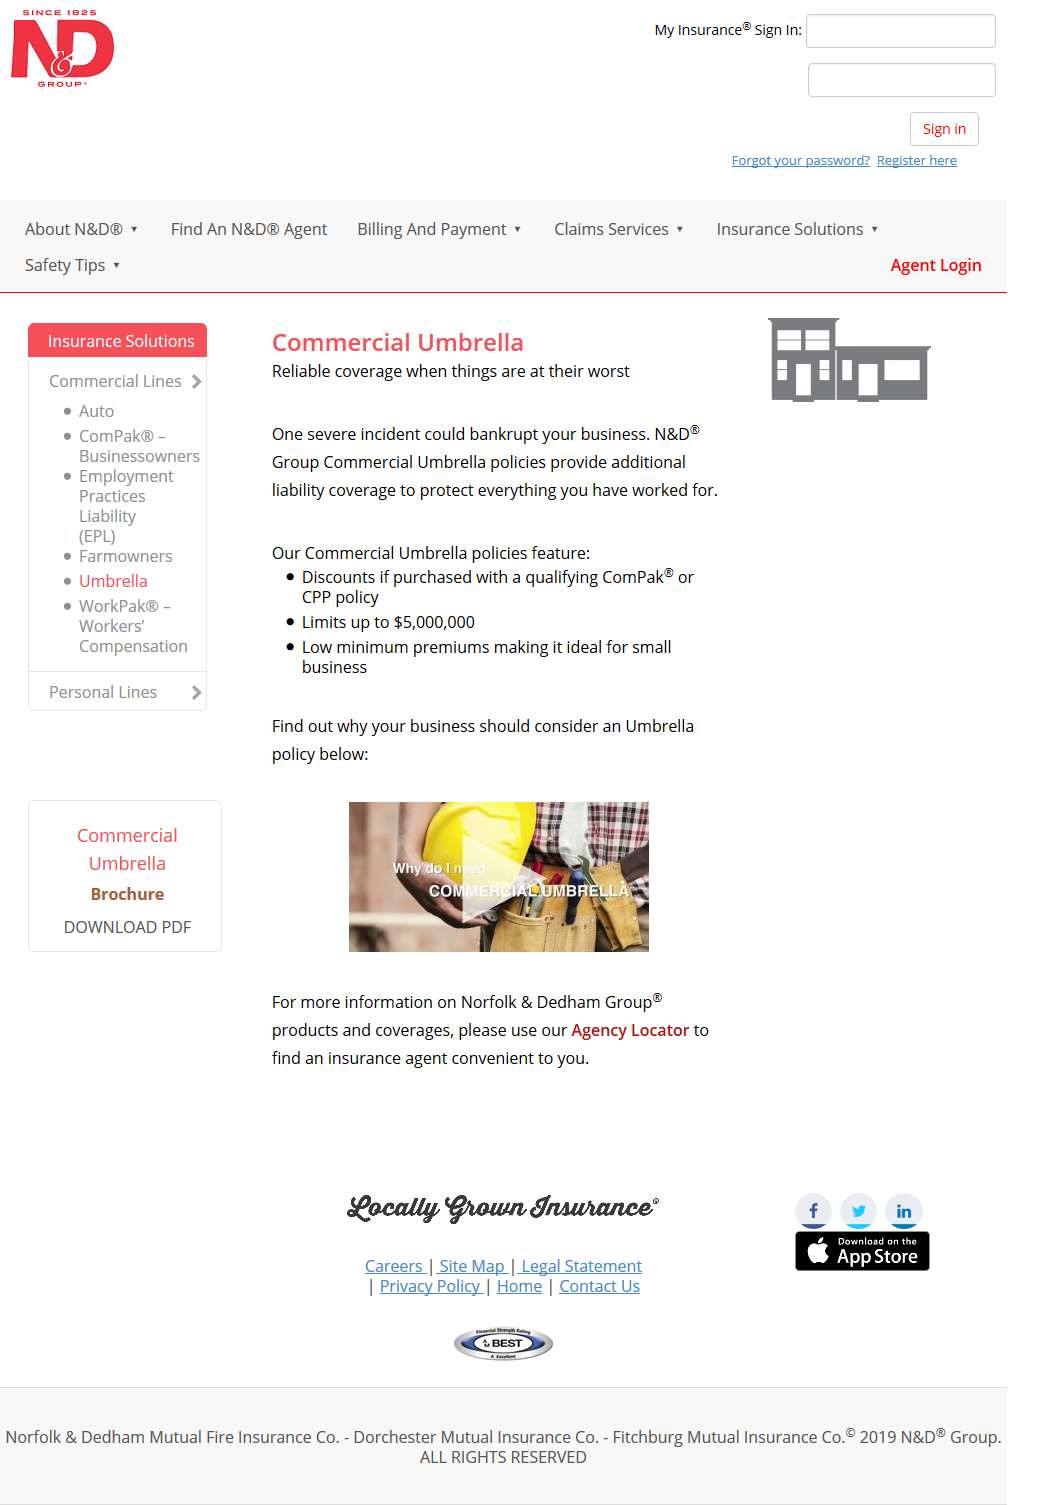 SINCE 1825
N&D
GROUP®
My Insurance® Sign In:
Sign in
Forgot your password? Register here
About N&D® ▼ Find An N&D® Agent Billing And Payment ▼ Claims Services ▼ Insurance Solutions ▼
Safety Tips ▼ Agent Login
Insurance Solutions
Commercial Lines
• Auto
• ComPak® –
Businessowners
• Employment
Practices
Liability
(EPL)
• Farmowners
• Umbrella
• WorkPak® –
Workers’
Compensation
Personal Lines
Commercial
Umbrella
Brochure
DOWNLOAD PDF
Commercial Umbrella
Reliable coverage when things are at their worst
One severe incident could bankrupt your business. N&D®
Group Commercial Umbrella policies provide additional
liability coverage to protect everything you have worked for.
Our Commercial Umbrella policies feature:
• Discounts if purchased with a qualifying ComPak® or
CPP policy
• Limits up to $5,000,000
• Low minimum premiums making it ideal for small
business
Find out why your business should consider an Umbrella
policy below:
Why do I need
COMMERCIAL UMBRELLA
For more information on Norfolk & Dedham Group®
products and coverages, please use our Agency Locator to
find an insurance agent convenient to you.
Locally Grown Insurance®
Careers | Site Map | Legal Statement
| Privacy Policy | Home | Contact Us
Financial Strength Rating
AM BEST
A Excellent
f in
Download on the
App Store
Norfolk & Dedham Mutual Fire Insurance Co. - Dorchester Mutual Insurance Co. - Fitchburg Mutual Insurance Co.© 2019 N&D® Group.
ALL RIGHTS RESERVED